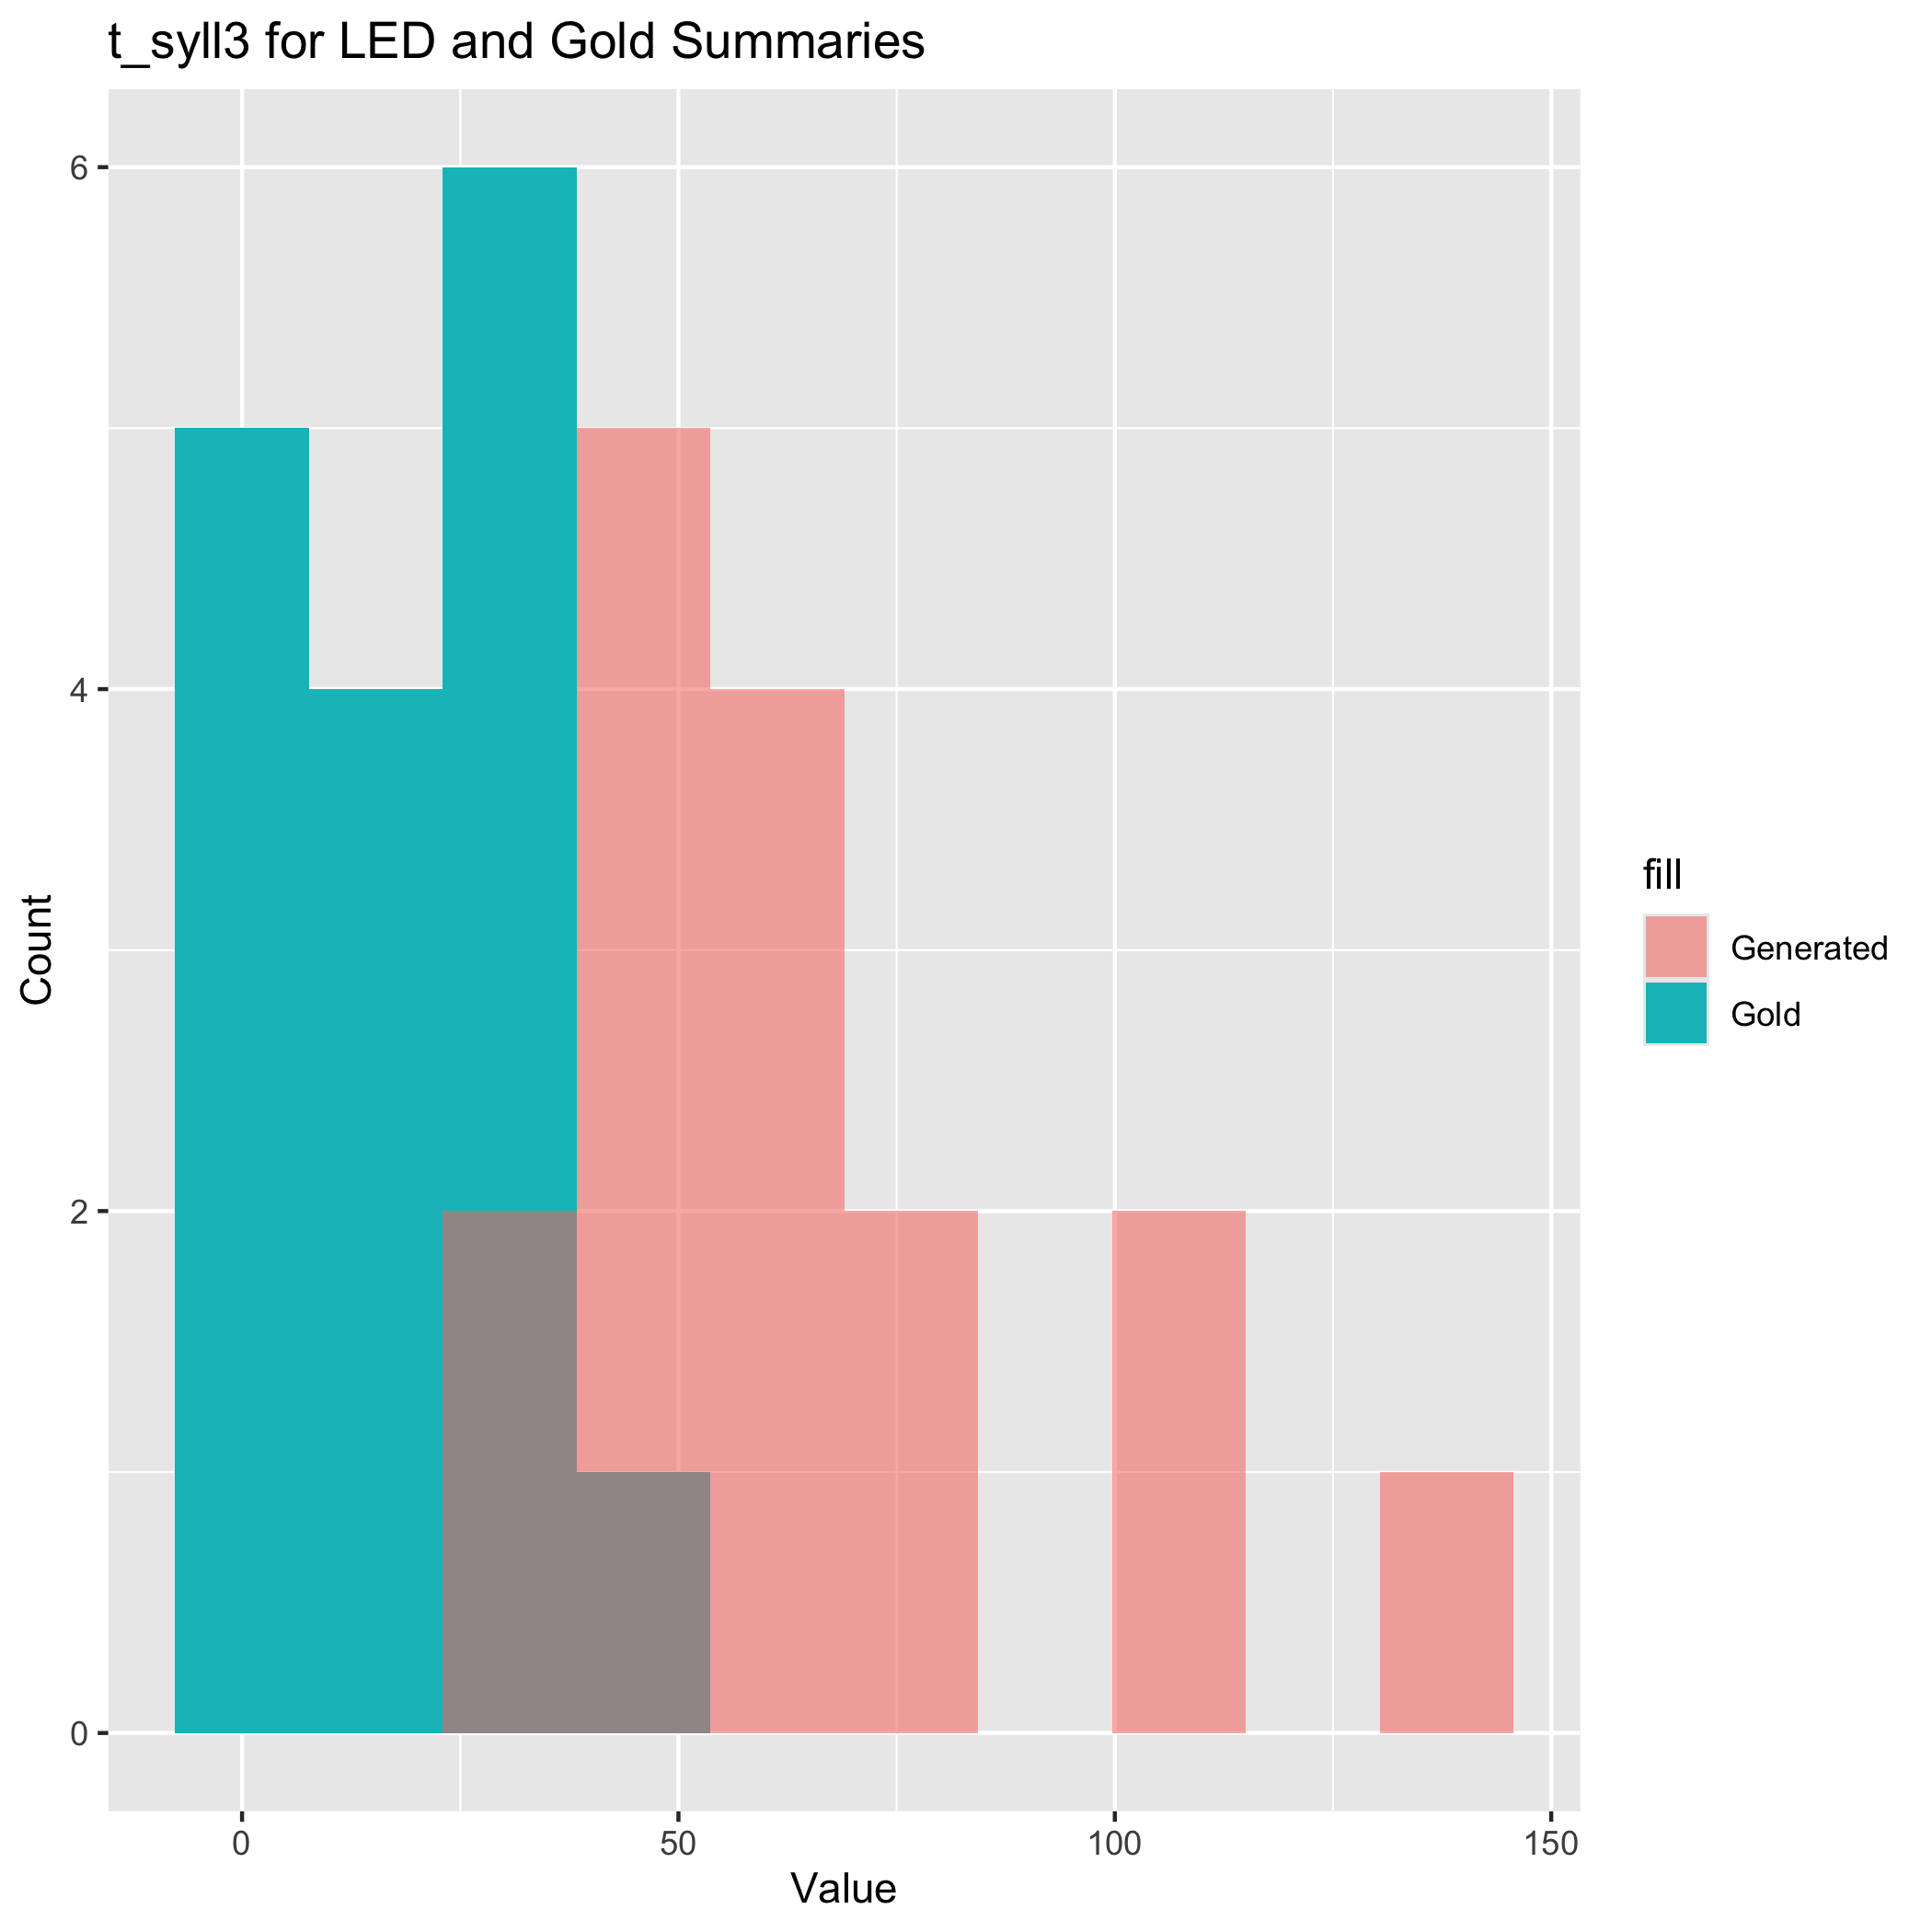 t_syll3 for LED and Gold Summaries
6
4
2
0
Count
0 50 100 150
Value
fill
Generated
Gold